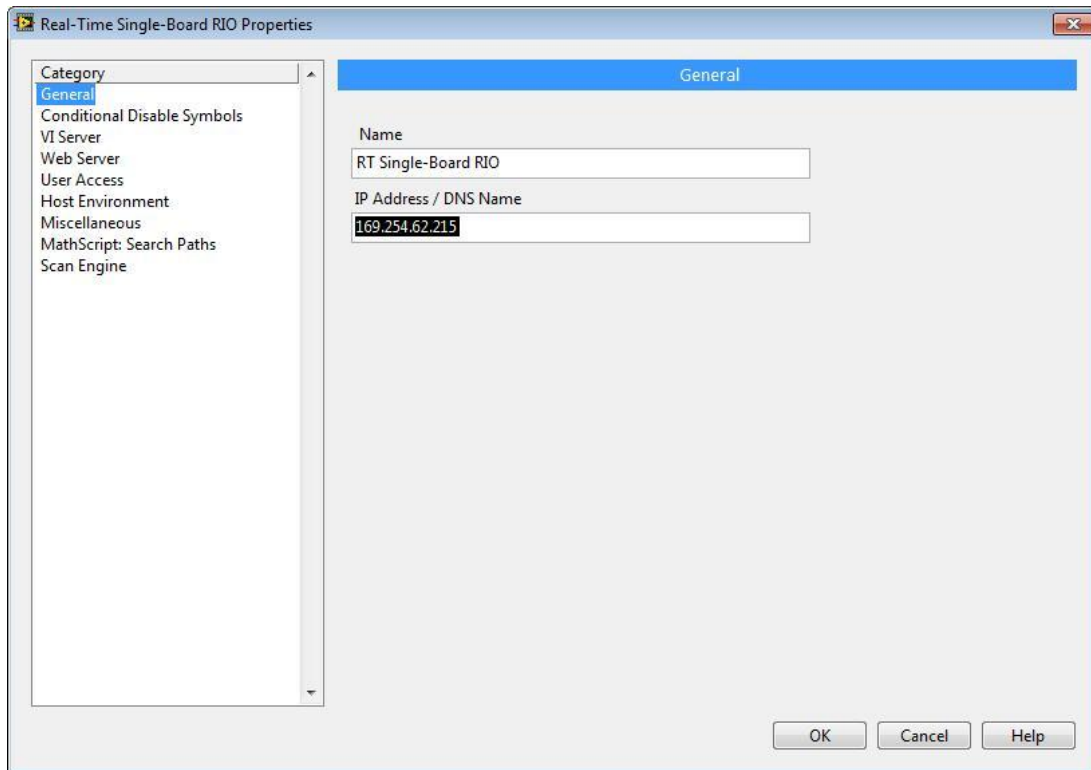 Real-Time Single-Board RIO Properties
Category
General
Conditional Disable Symbols
VI Server
Web Server
User Access
Host Environment
Miscellaneous
MathScript: Search Paths
Scan Engine
General
Name
RT Single-Board RIO
IP Address / DNS Name
169.254.62.215
OK Cancel Help